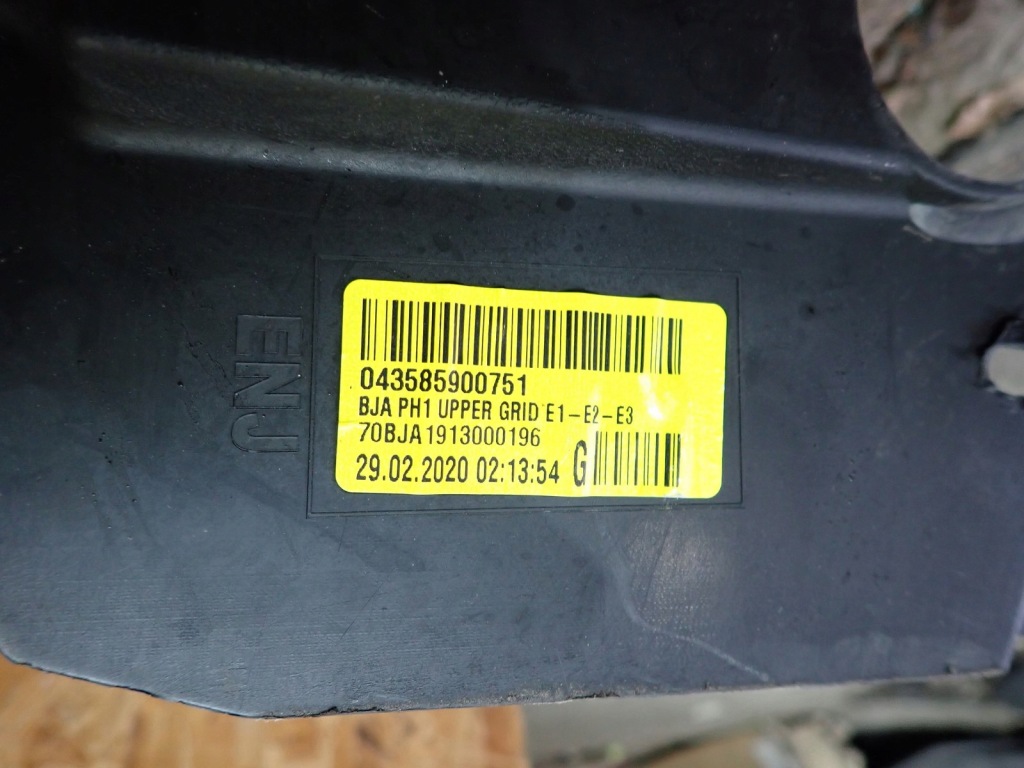 043585900751
BJA PH1 UPPER GRID E1-E2-E3
70BJA1913000196
29.02.2020 02:13:54 G
ENJ